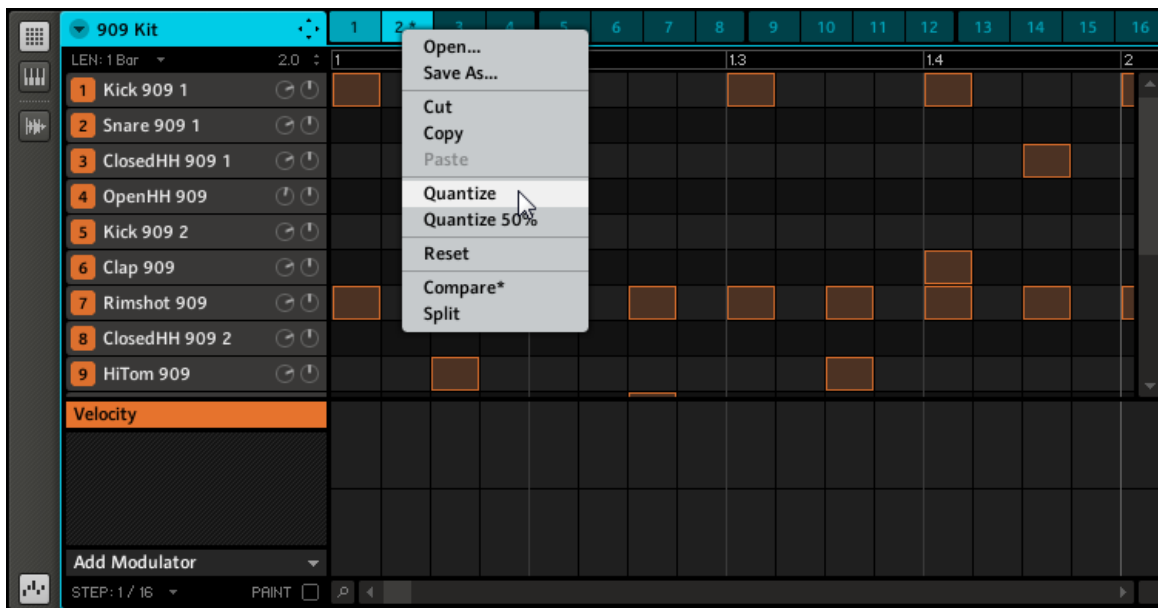 909 Kit 1 2* 3 4 5 6 7 8 9 10 11 12 13 14 15 16
LEN: 1 Bar 2.0 1 1.3 1.4 2
1 Kick 909 1
2 Snare 909 1
3 ClosedHH 909 1
4 OpenHH 909
5 Kick 909 2
6 Clap 909
7 Rimshot 909
8 ClosedHH 909 2
9 HiTom 909
Open...
Save As...
Cut
Copy
Paste
Quantize
Quantize 50%
Reset
Compare*
Split
Velocity
Add Modulator
STEP: 1 / 16 PAINT